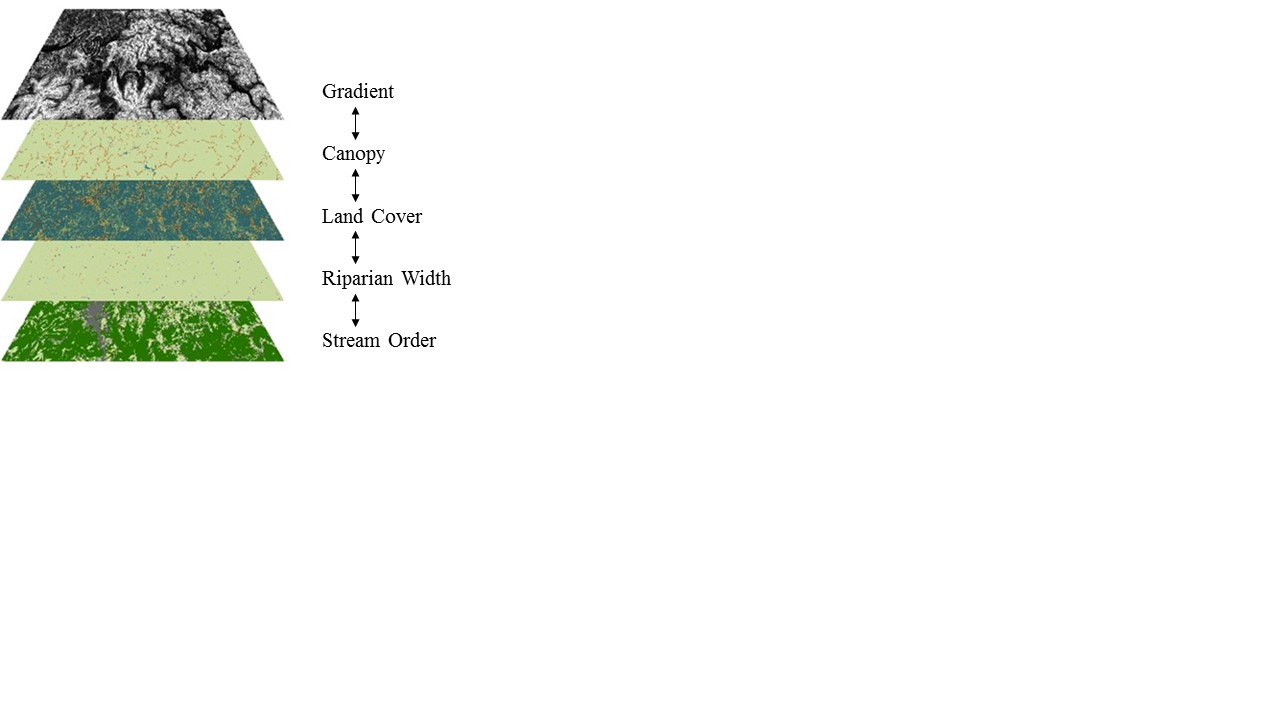 Gradient
Canopy
Land Cover
Riparian Width
Stream Order